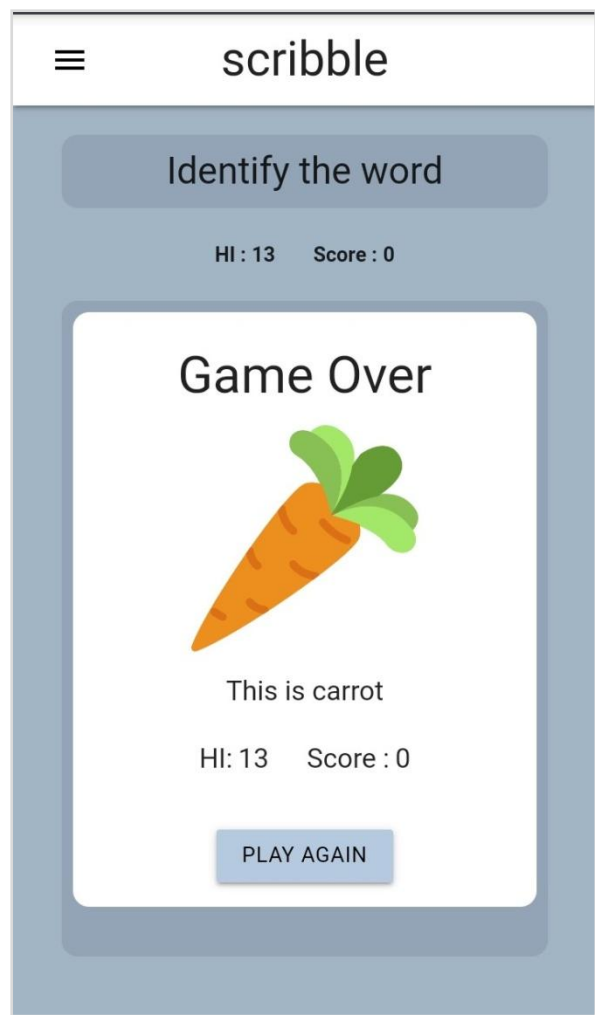 scribble
Identify the word
HI : 13 Score : 0
Game Over
This is carrot
HI: 13 Score : 0
PLAY AGAIN